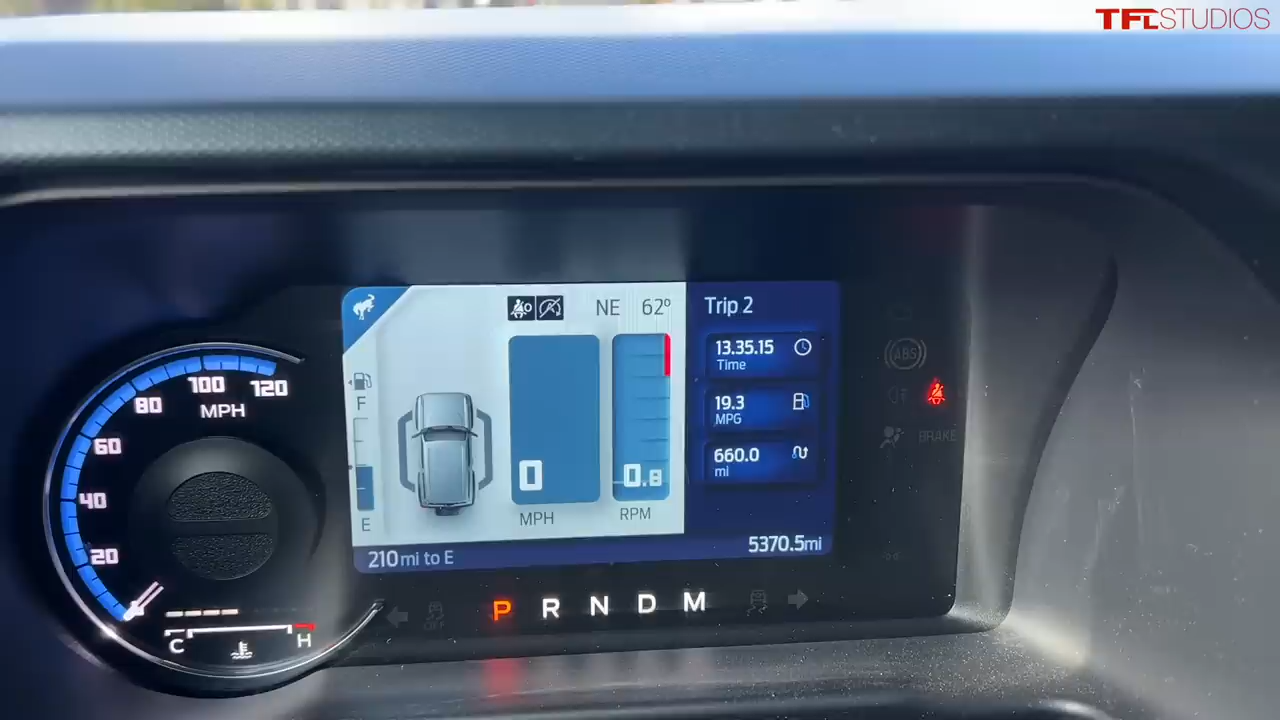 TFLSTUDIOS
NE 62°
Trip 2
13.35.15
Time
19.3
MPG
660.0
mi
F
E
0
MPH
0.8
RPM
210 mi to E
5370.5mi
120
100
80
60
40
20
MPH
C
H
P R N D M
ABS
BRAKE
OFF